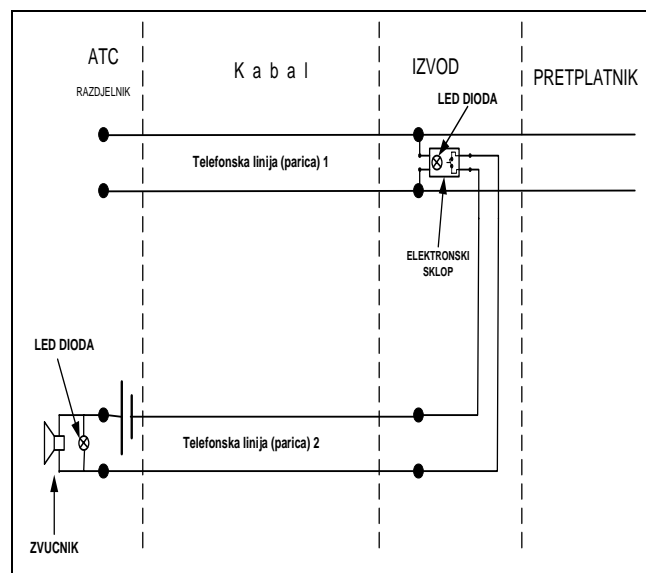 ATC
RAZDJELNIK
K a b a l
IZVOD
PRETPLATNIK
LED DIODA
Telefonska linija (parica) 1
ELEKTRONSKI
SKLOP
LED DIODA
Telefonska linija (parica) 2
ZVUCNIK